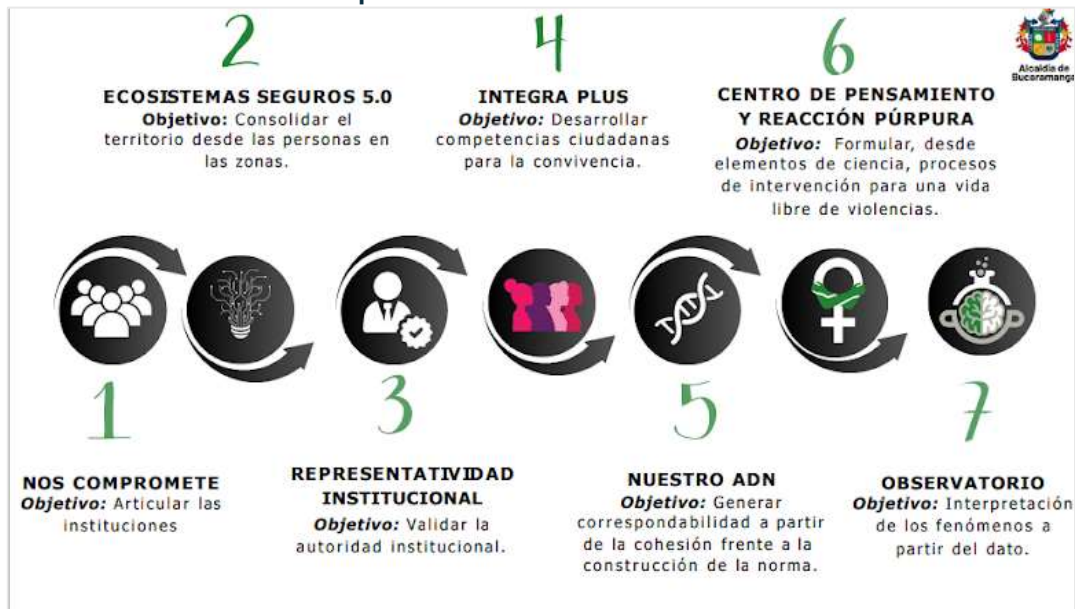 2
ECOSISTEMAS SEGUROS 5.0
Objetivo: Consolidar el
territorio desde las personas en
las zonas.
4
INTEGRA PLUS
Objetivo: Desarrollar
competencias ciudadanas
para la convivencia.
6
CENTRO DE PENSAMIENTO
Y REACCIÓN PÚRPURA
Objetivo: Formular, desde
elementos de ciencia, procesos
de intervención para una vida
libre de violencias.
Alcaldía de
Bucaramanga
1
NOS COMPROMETE
Objetivo: Articular las
instituciones
3
REPRESENTATIVIDAD
INSTITUCIONAL
Objetivo: Validar la
autoridad institucional.
5
NUESTRO ADN
Objetivo: Generar
correspondabilidad a partir
de la cohesión frente a la
construcción de la norma.
7
OBSERVATORIO
Objetivo: Interpretación
de los fenómenos a
partir del dato.